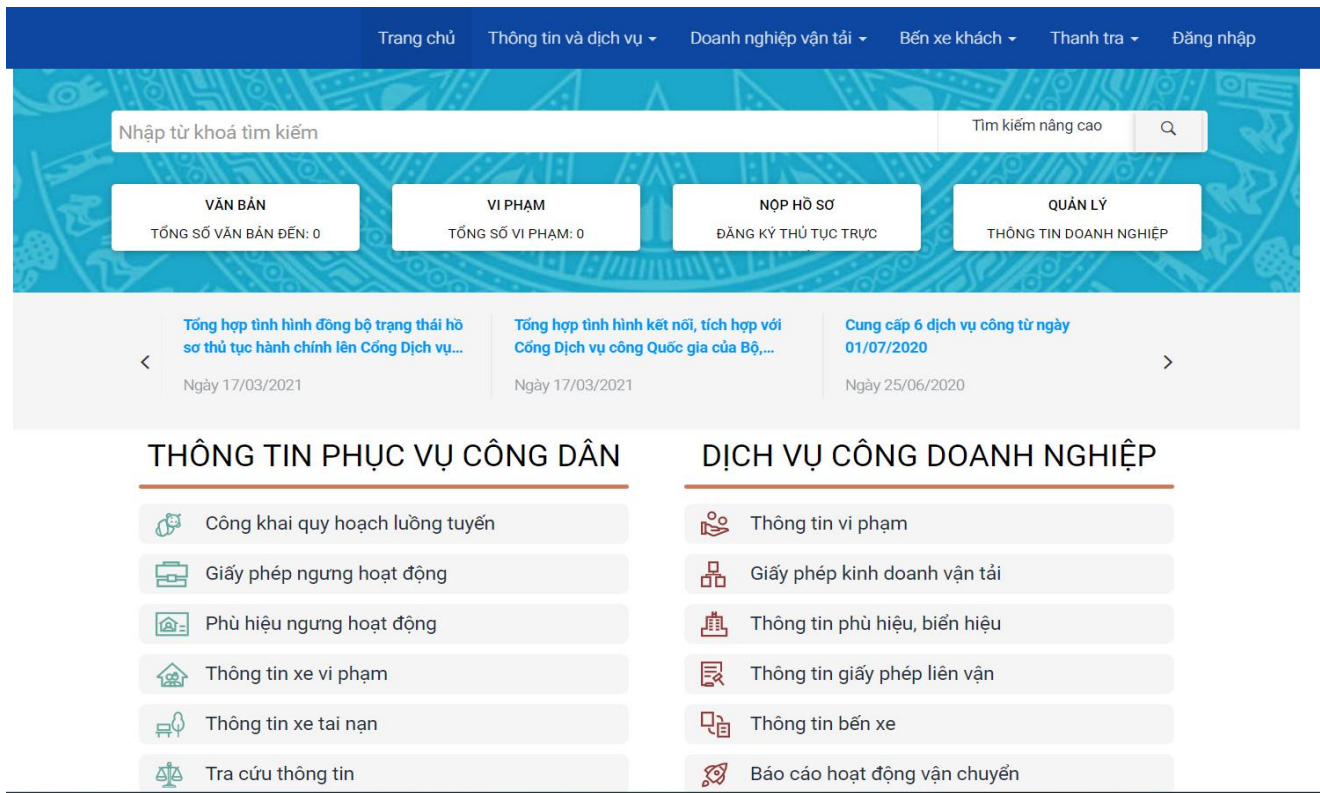 Trang chủ Thông tin và dịch vụ Doanh nghiệp vận tải Bến xe khách Thanh tra Đăng nhập
Nhập từ khoá tìm kiếm Tìm kiếm nâng cao
VĂN BẢN
TỔNG SỐ VĂN BẢN ĐẾN: 0
VI PHẠM
TỔNG SỐ VI PHẠM: 0
NỘP HỒ SƠ
ĐĂNG KÝ THỦ TỤC TRỰC
QUẢN LÝ
THÔNG TIN DOANH NGHIỆP
Tổng hợp tình hình đồng bộ trạng thái hồ
sơ thủ tục hành chính lên Cổng Dịch vụ...
Ngày 17/03/2021
Tổng hợp tình hình kết nối, tích hợp với
Cổng Dịch vụ công Quốc gia của Bộ,...
Ngày 17/03/2021
Cung cấp 6 dịch vụ công từ ngày
01/07/2020
Ngày 25/06/2020
THÔNG TIN PHỤC VỤ CÔNG DÂN
Công khai quy hoạch luồng tuyến
Giấy phép ngưng hoạt động
Phù hiệu ngưng hoạt động
Thông tin xe vi phạm
Thông tin xe tai nạn
Tra cứu thông tin
DỊCH VỤ CÔNG DOANH NGHIỆP
Thông tin vi phạm
Giấy phép kinh doanh vận tải
Thông tin phù hiệu, biển hiệu
Thông tin giấy phép liên vận
Thông tin bến xe
Báo cáo hoạt động vận chuyển